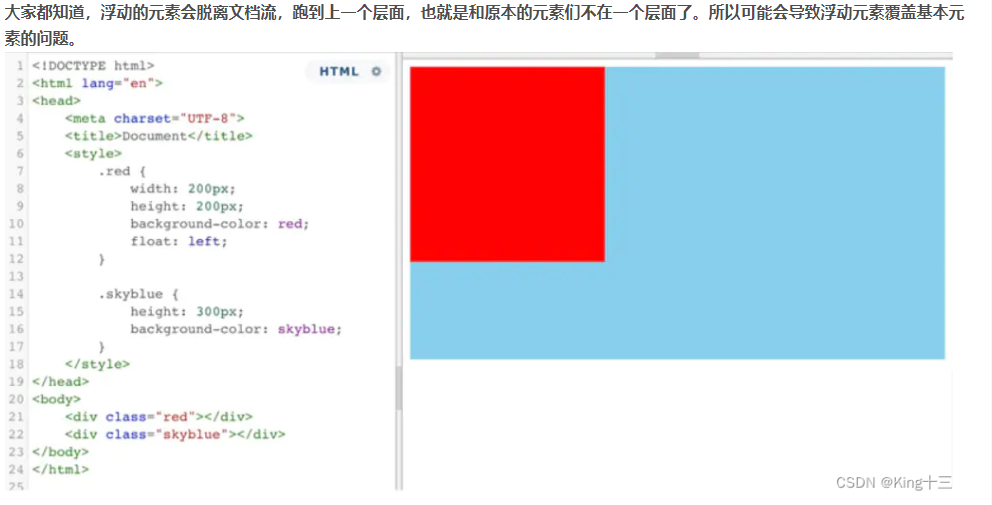 大家都知道，浮动的元素会脱离文档流，跑到上一个层面，也就是和原本的元素们不在一个层面了。所以可能会导致浮动元素覆盖基本元
素的问题。
HTML
1 <!DOCTYPE html>
2 <html lang="en">
3 <head>
4     <meta charset="UTF-8">
5     <title>Document</title>
6     <style>
7         .red {
8             width: 200px;
9             height: 200px;
10             background-color: red;
11             float: left;
12         }
13
14         .skyblue {
15             height: 300px;
16             background-color: skyblue;
17         }
18     </style>
19 </head>
20 <body>
21     <div class="red"></div>
22     <div class="skyblue"></div>
23 </body>
24 </html>
25
CSDN @King十三